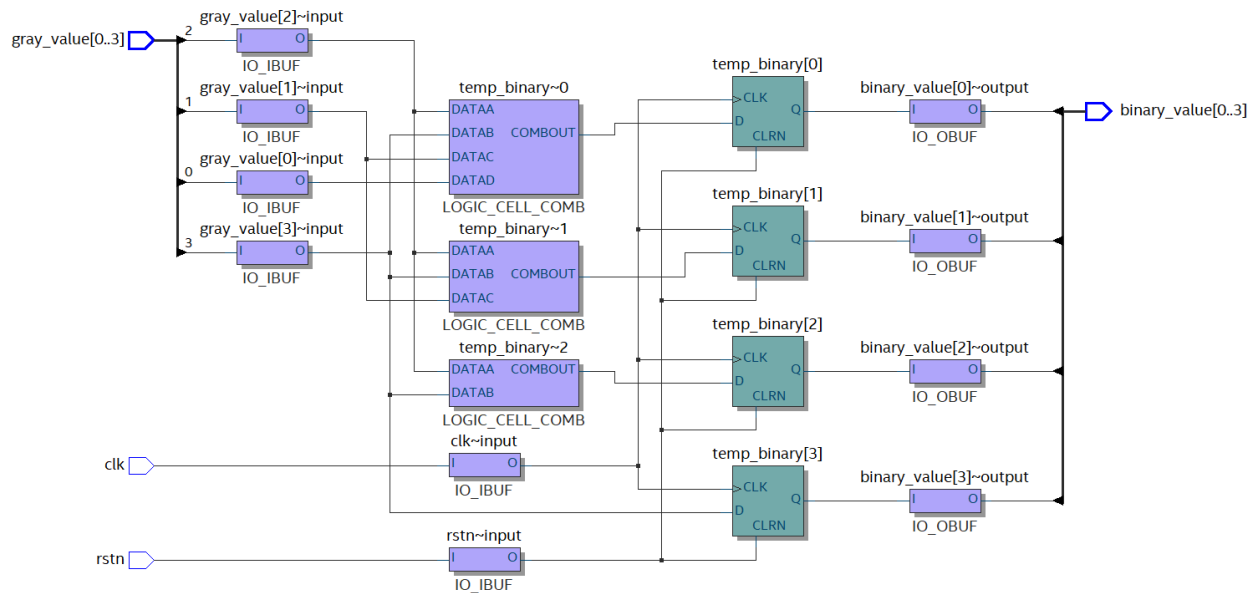 gray_value[0..3]
2
gray_value[2]~input
I
O
IO_IBUF
1
gray_value[1]~input
I
O
IO_IBUF
0
gray_value[0]~input
I
O
IO_IBUF
3
gray_value[3]~input
I
O
IO_IBUF
temp_binary~0
DATAA
DATAB
COMBOUT
DATAC
DATAD
LOGIC_CELL_COMB
temp_binary~1
DATAA
DATAB
COMBOUT
DATAC
LOGIC_CELL_COMB
temp_binary~2
DATAA
COMBOUT
DATAB
LOGIC_CELL_COMB
clk
clk~input
I
O
IO_IBUF
rstn
rstn~input
I
O
IO_IBUF
temp_binary[0]
CLK
Q
D
CLRN
temp_binary[1]
CLK
Q
D
CLRN
temp_binary[2]
CLK
Q
D
CLRN
temp_binary[3]
CLK
Q
D
CLRN
binary_value[0]~output
I
O
IO_OBUF
binary_value[1]~output
I
O
IO_OBUF
binary_value[2]~output
I
O
IO_OBUF
binary_value[3]~output
I
O
IO_OBUF
binary_value[0..3]